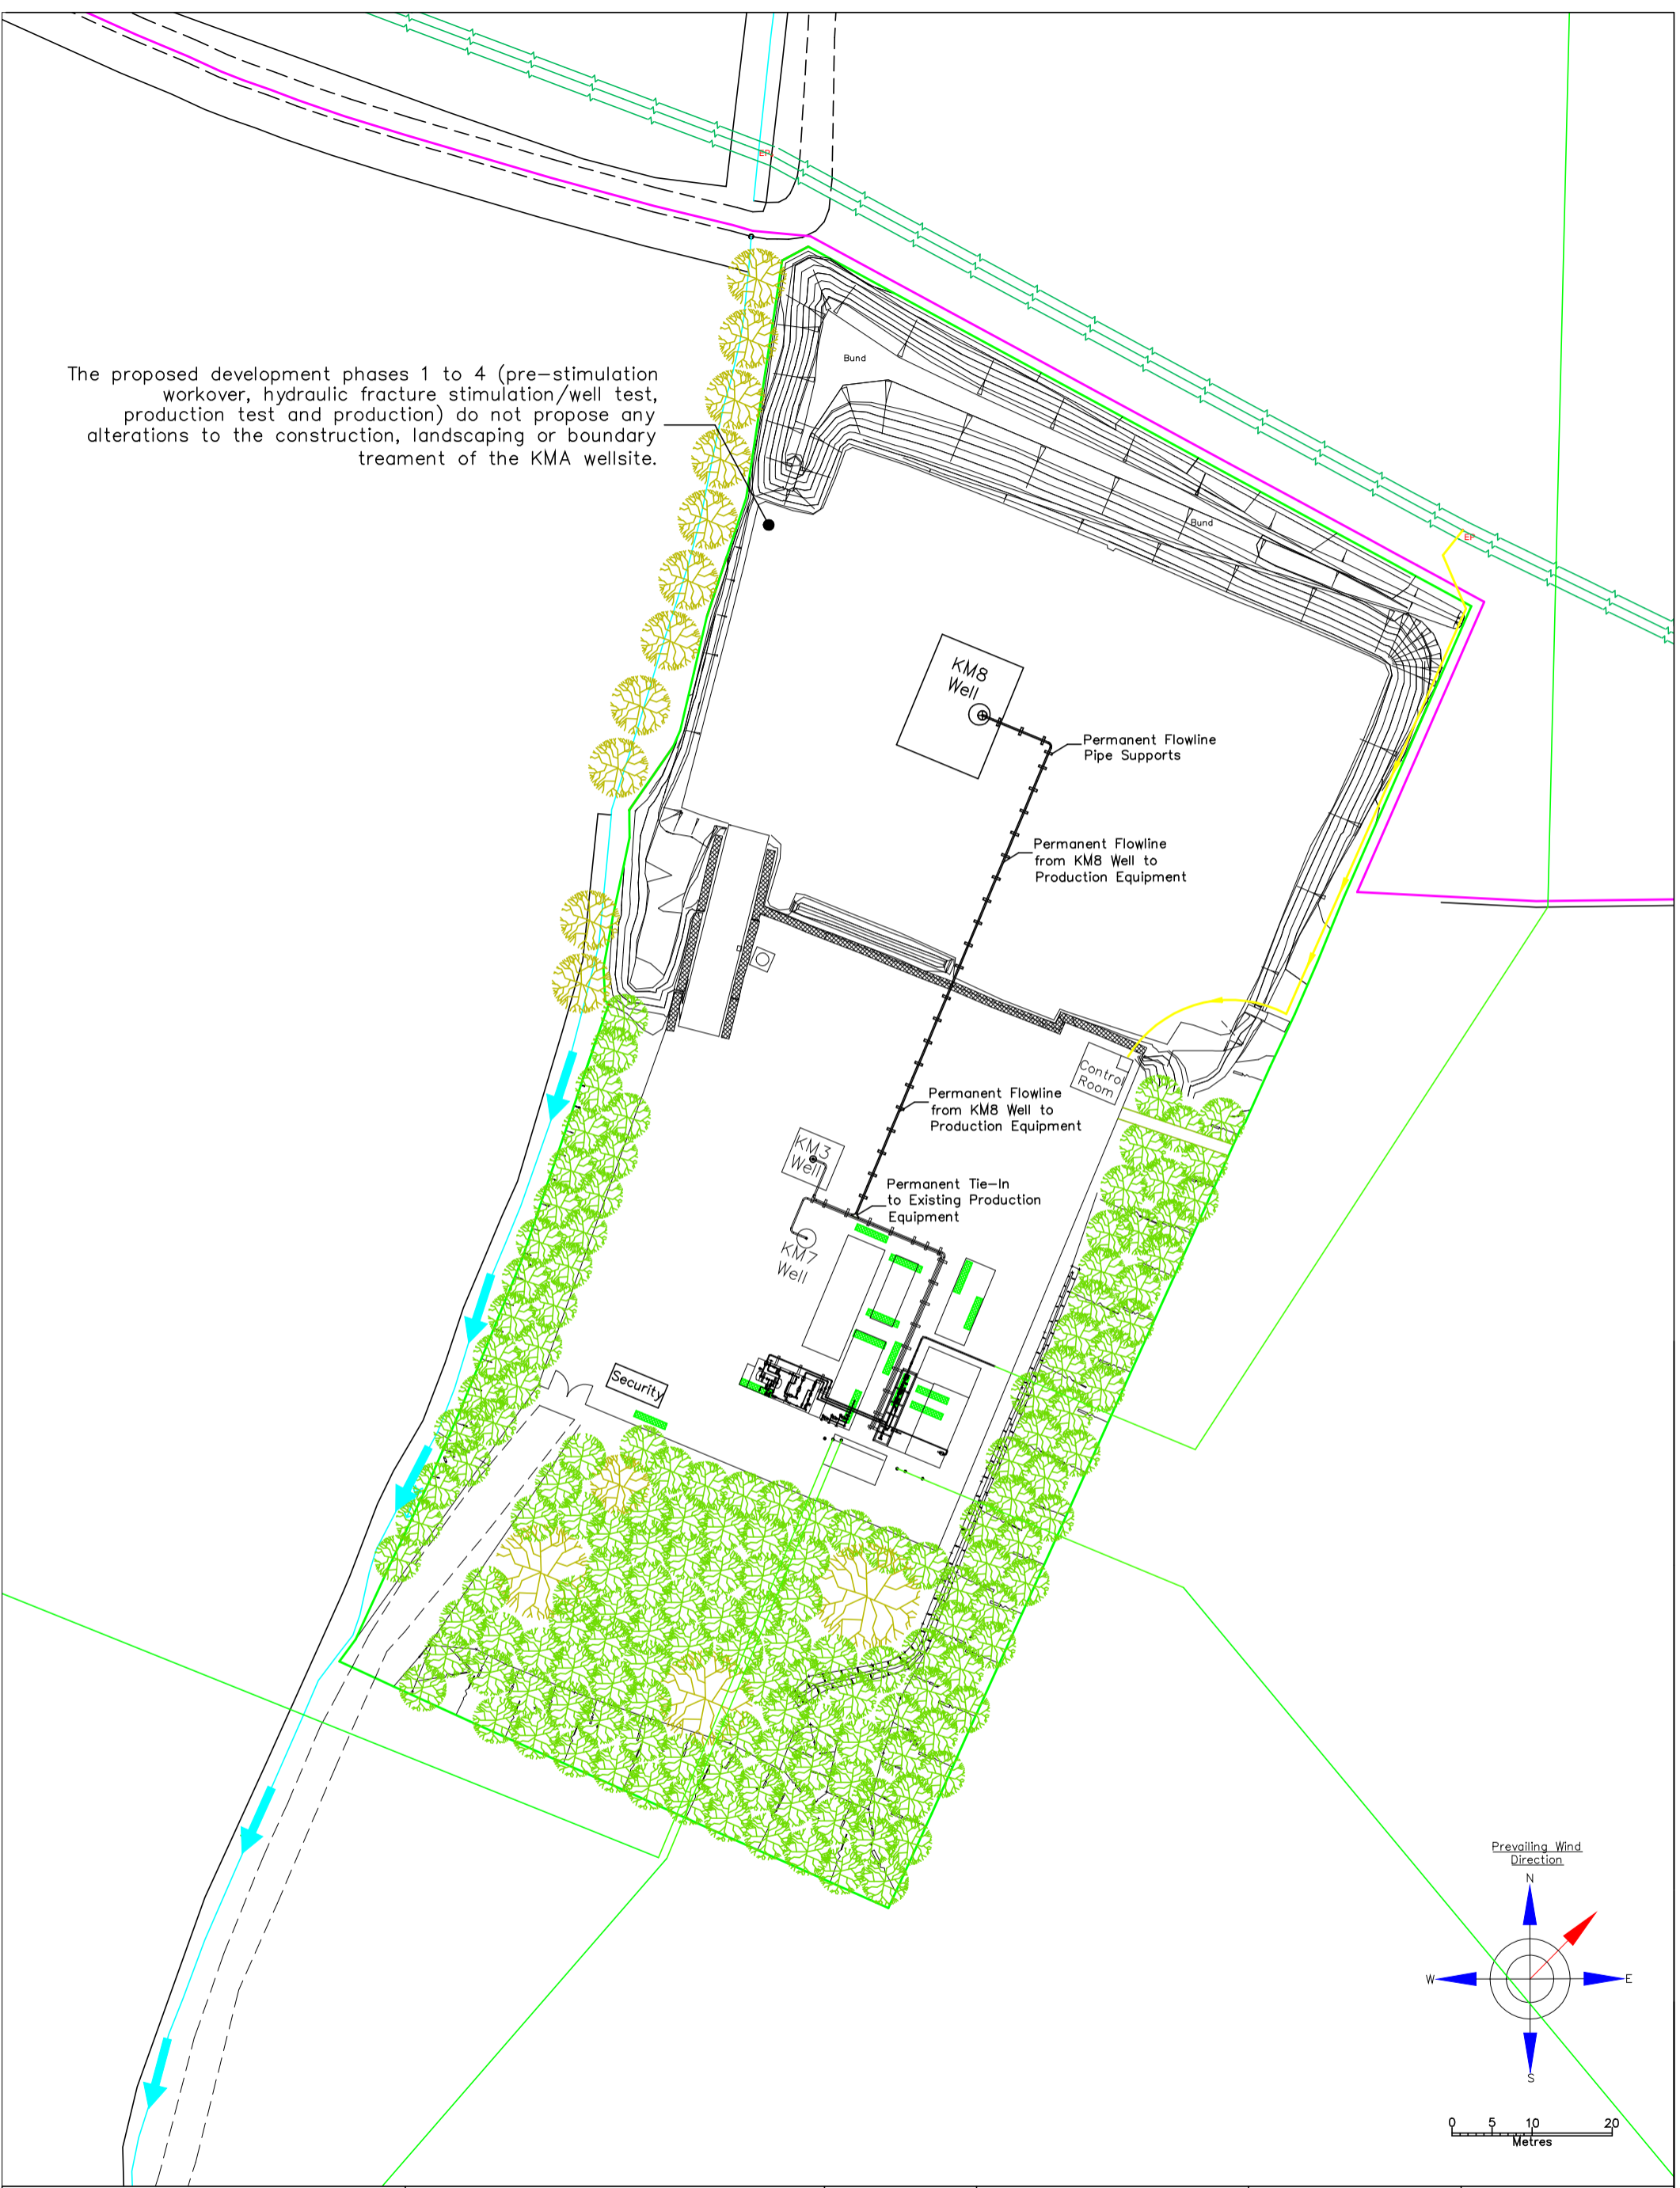 EP
The proposed development phases 1 to 4 (pre-stimulation
workover, hydraulic fracture stimulation/well test,
production test and production) do not propose any
alterations to the construction, landscaping or boundary
treament of the KMA wellsite.
Bund
Bund
EP
KM8
Well
Permanent Flowline
Pipe Supports
Permanent Flowline
from KM8 Well to
Production Equipment
Control
Room
Permanent Flowline
from KM8 Well to
Production Equipment
KM3
Well
Permanent Tie-In
to Existing Production
Equipment
KM7
Well
Security
Prevailing Wind
Direction
N
W
E
S
0 5 10 20
Metres